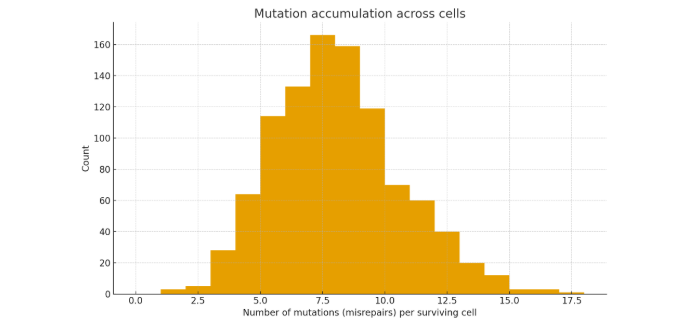 Mutation accumulation across cells
160
140
120
100
80
60
40
20
0
Count
0.0 2.5 5.0 7.5 10.0 12.5 15.0 17.5
Number of mutations (misrepairs) per surviving cell